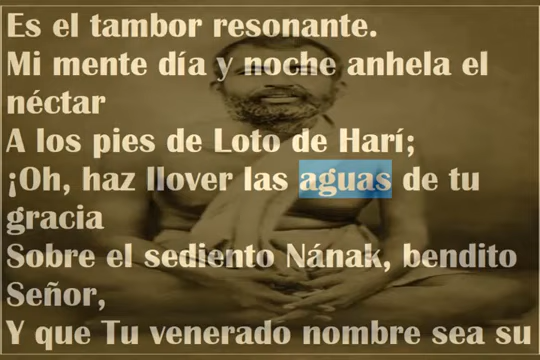 Es el tambor resonante.
Mi mente día y noche anhela el
néctar
A los pies de Loto de Harí;
¡Oh, haz llover las aguas de tu
gracia
Sobre el sediento Nának, bendito
Señor,
Y que Tu venerado nombre sea su